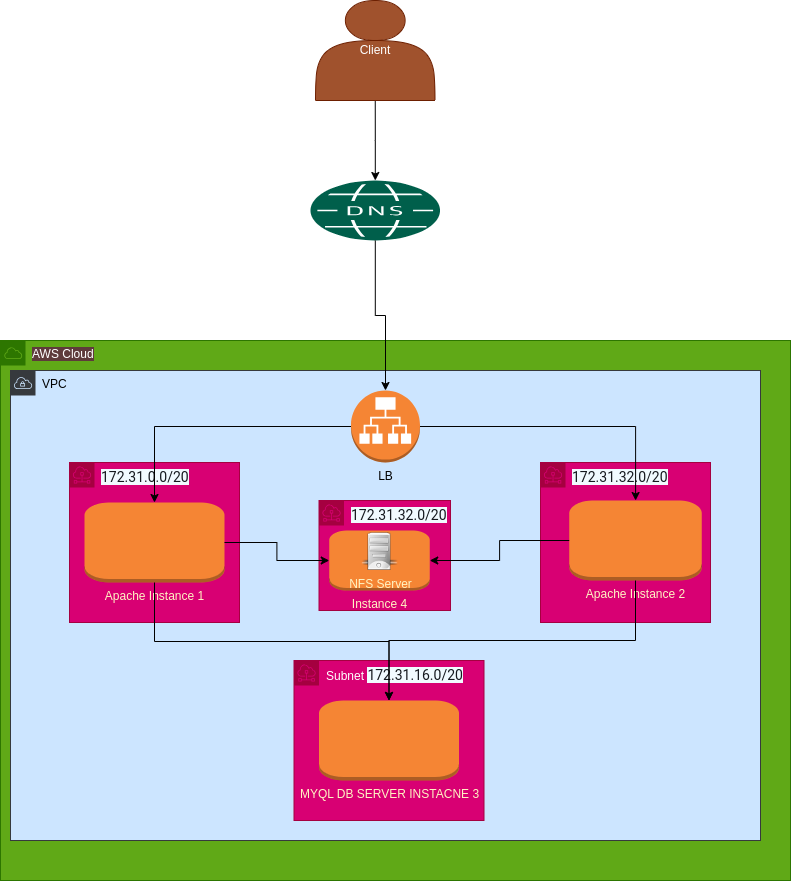 Client
DNS
AWS Cloud
VPC
LB
172.31.0.0/20
172.31.32.0/20
172.31.32.0/20
NFS Server
Instance 4
Apache Instance 1
Apache Instance 2
Subnet 172.31.16.0/20
MYQL DB SERVER INSTACNE 3